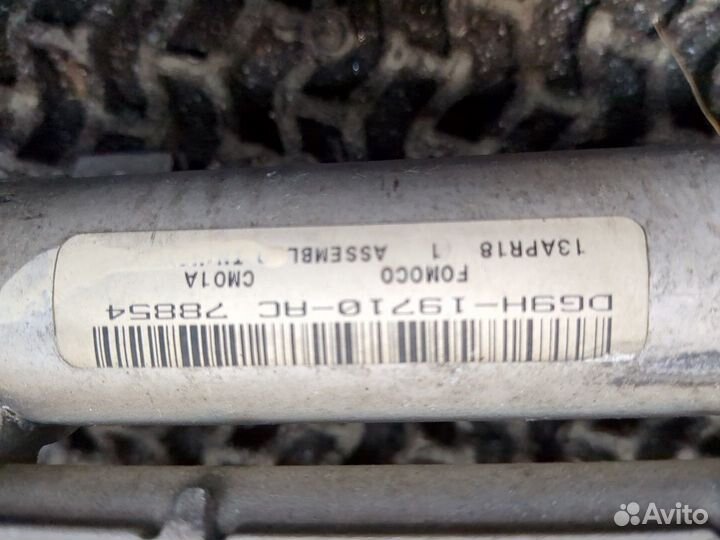 DG9H-19710-AC 78854
FOMOCO CM01A
13APR18 1 ASSEMBL
Avito